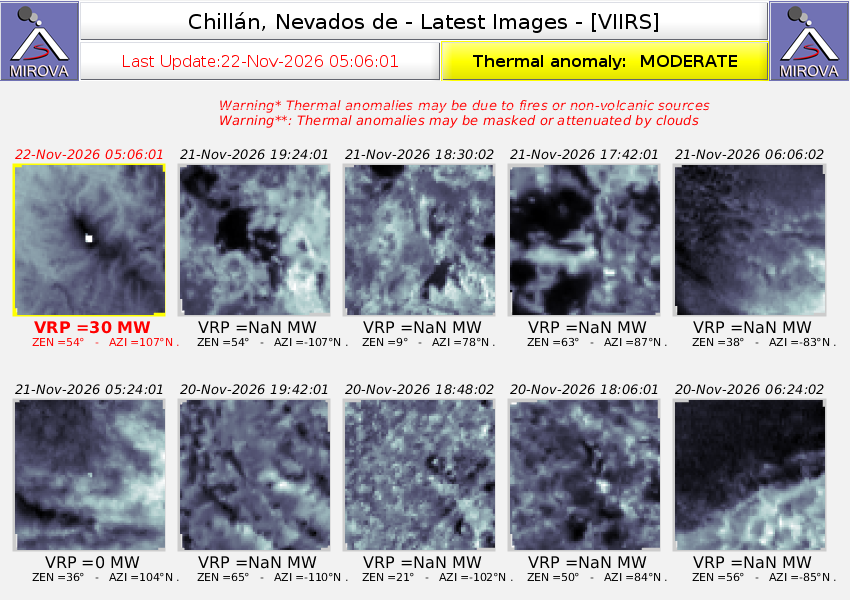 Chillán, Nevados de - Latest Images - [VIIRS]
MIROVA
Last Update:22-Nov-2026 05:06:01
Thermal anomaly: MODERATE
MIROVA
Warning* Thermal anomalies may be due to fires or non-volcanic sources
Warning**: Thermal anomalies may be masked or attenuated by clouds
22-Nov-2026 05:06:01 21-Nov-2026 19:24:01 21-Nov-2026 18:30:02 21-Nov-2026 17:42:01 21-Nov-2026 06:06:02
VRP =30 MW VRP =NaN MW VRP =NaN MW VRP =NaN MW VRP =NaN MW
ZEN =54° - AZI =107°N . ZEN =54° - AZI =-107°N . ZEN =9° - AZI =78°N . ZEN =63° - AZI =87°N . ZEN =38° - AZI =-83°N .
21-Nov-2026 05:24:01 20-Nov-2026 19:42:01 20-Nov-2026 18:48:02 20-Nov-2026 18:06:01 20-Nov-2026 06:24:02
VRP =0 MW VRP =NaN MW VRP =NaN MW VRP =NaN MW VRP =NaN MW
ZEN =36° - AZI =104°N . ZEN =65° - AZI =-110°N . ZEN =21° - AZI =-102°N . ZEN =50° - AZI =84°N . ZEN =56° - AZI =-85°N .